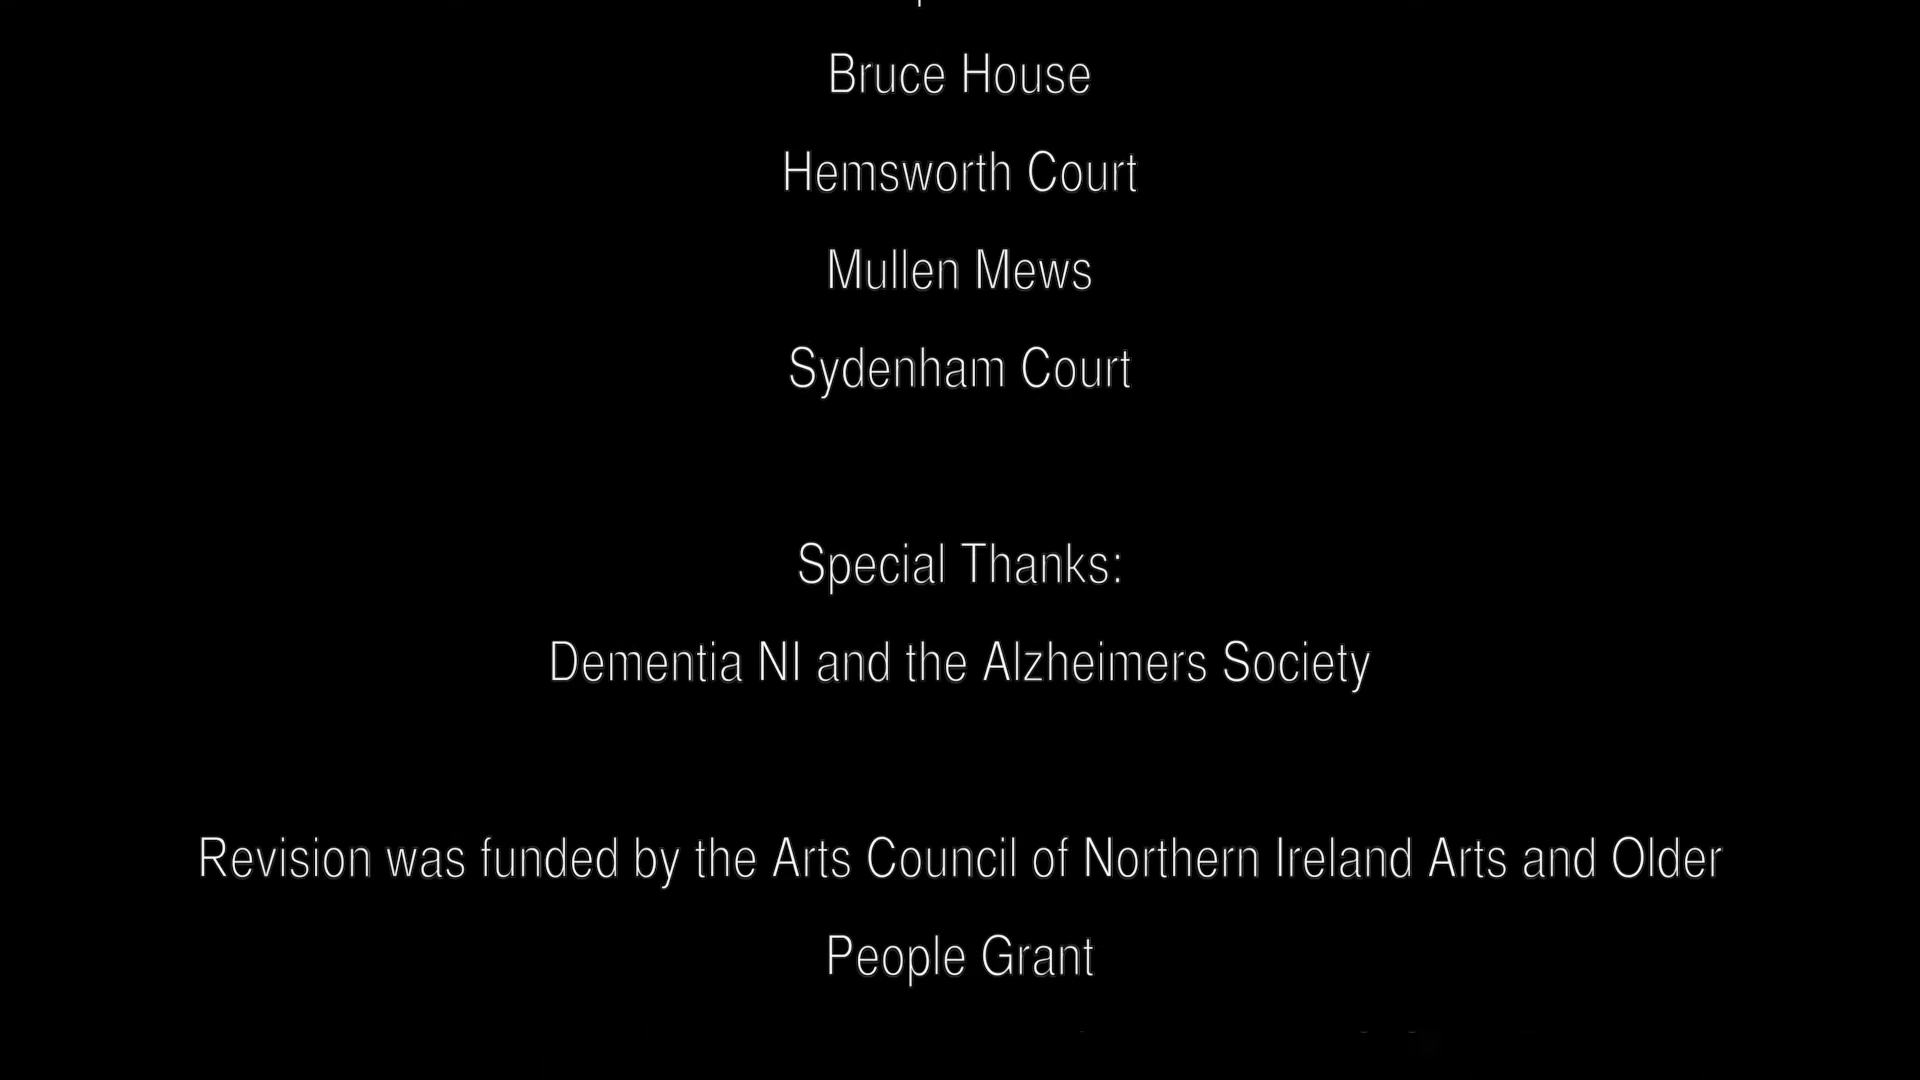 Bruce House
Hemsworth Court
Mullen Mews
Sydenham Court
Special Thanks:
Dementia NI and the Alzheimers Society
Revision was funded by the Arts Council of Northern Ireland Arts and Older
People Grant